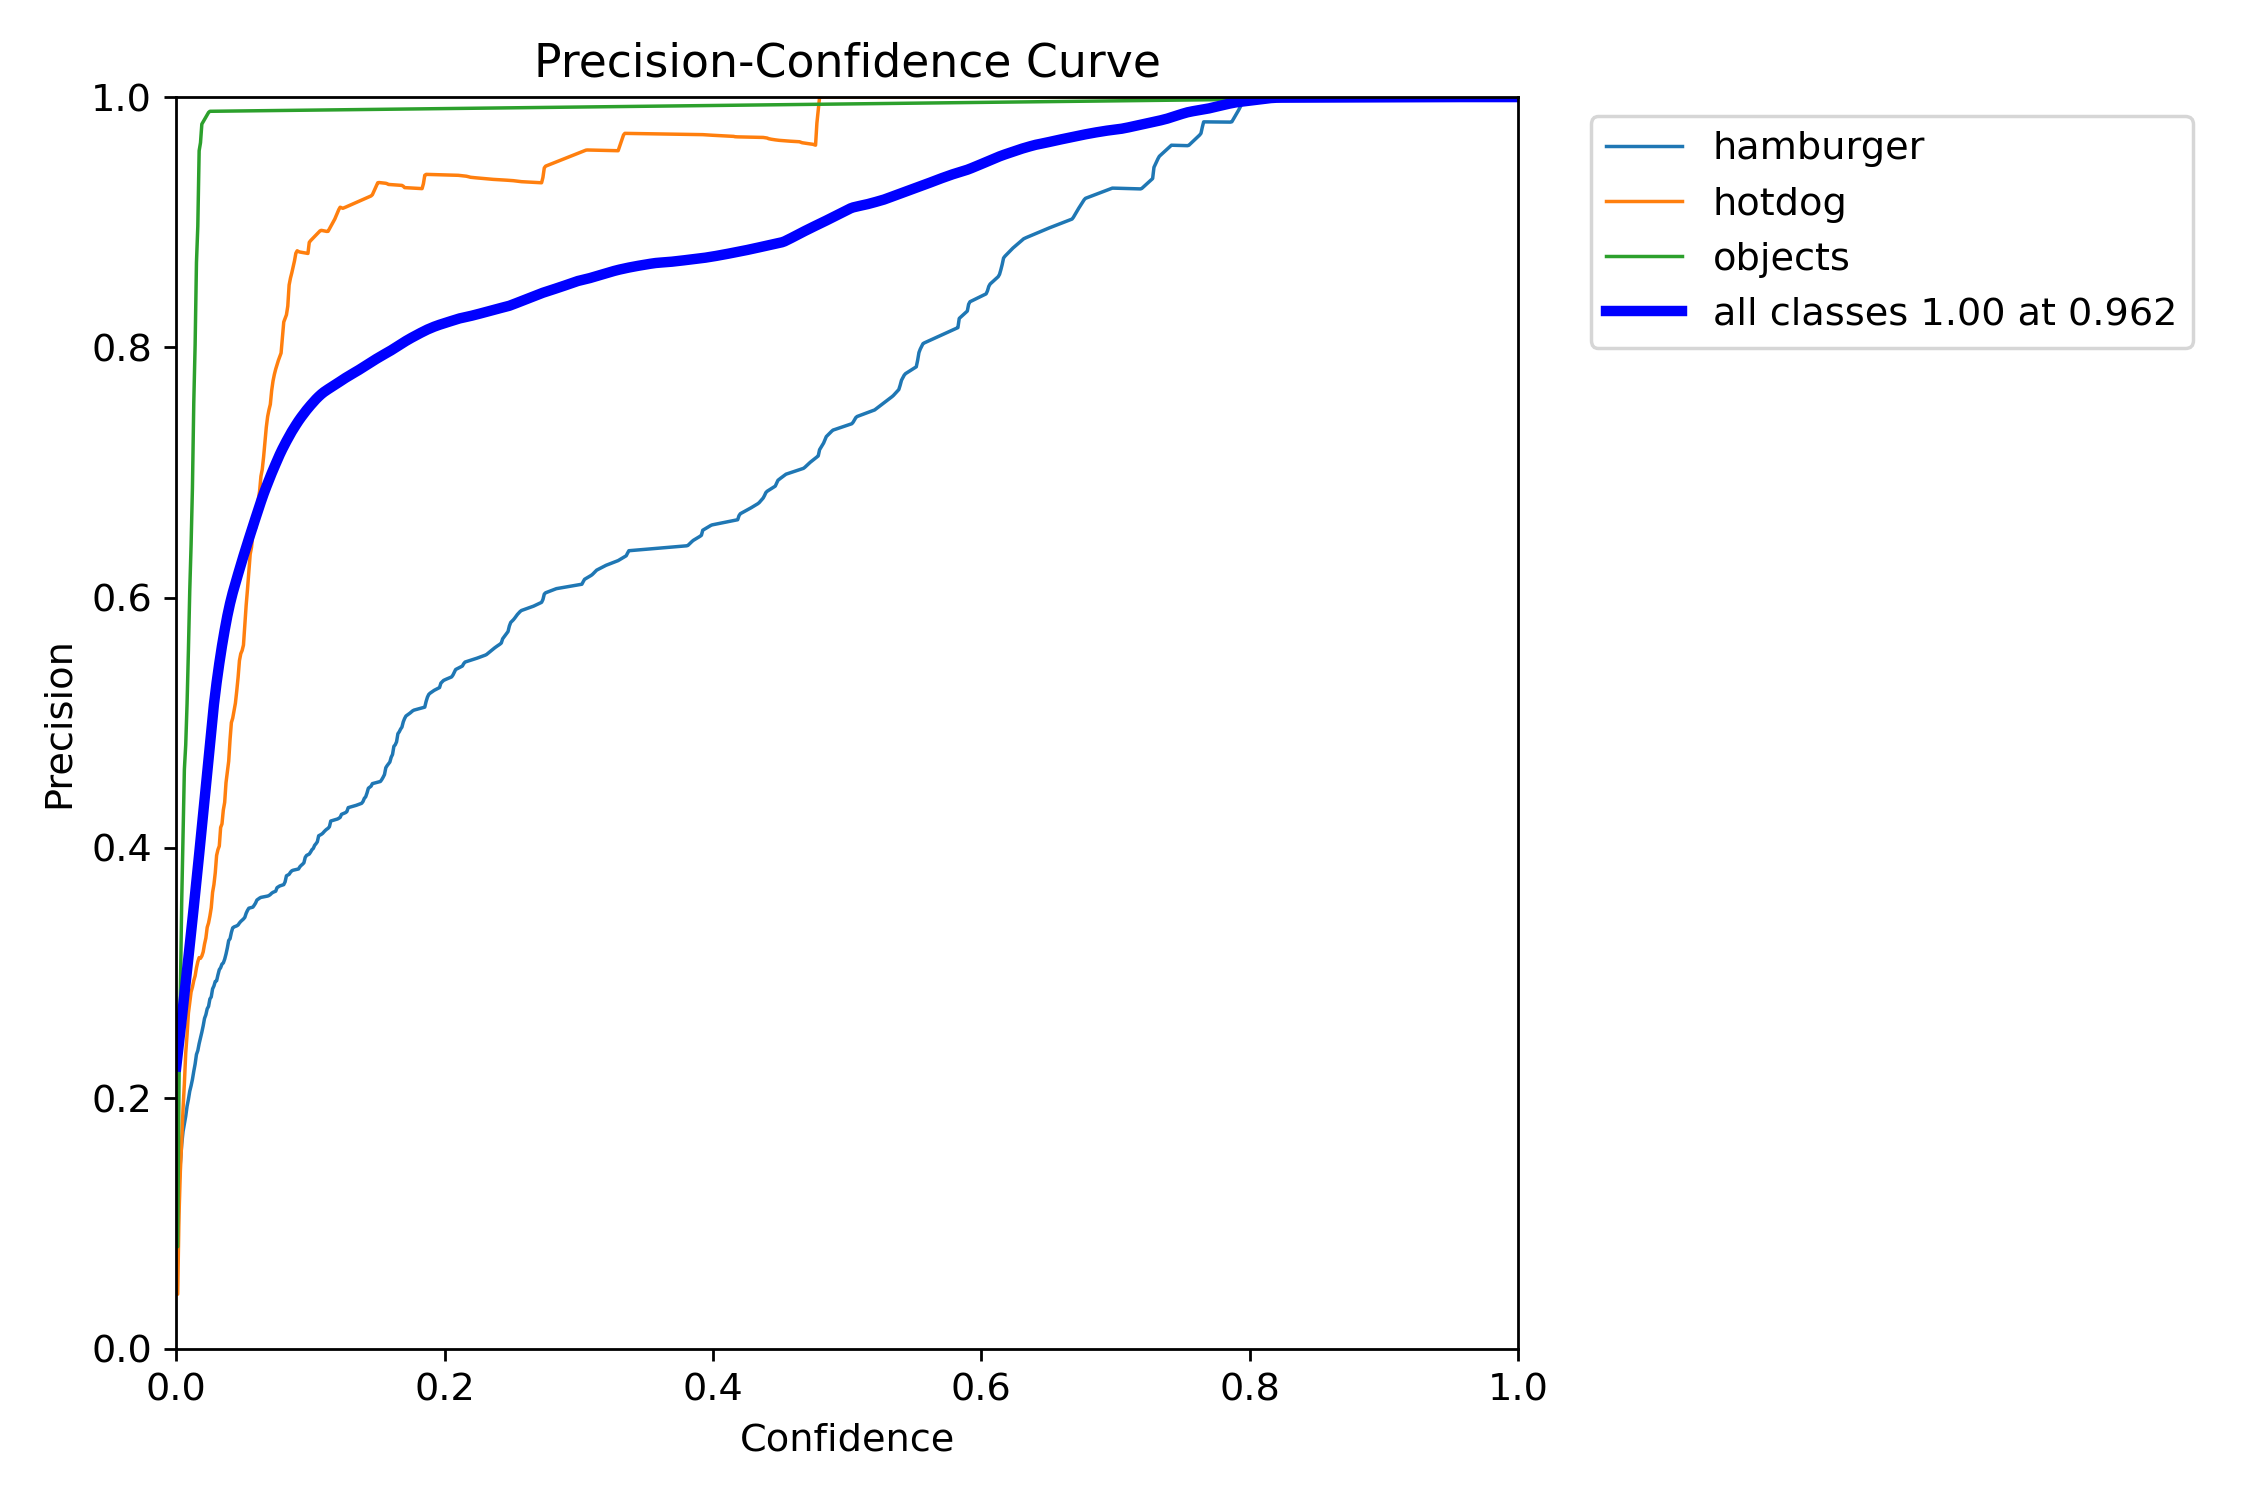 Precision-Confidence Curve
1.0
0.8
0.6
0.4
0.2
0.0
Precision
0.0 0.2 0.4 0.6 0.8 1.0
Confidence
hamburger
hotdog
objects
all classes 1.00 at 0.962